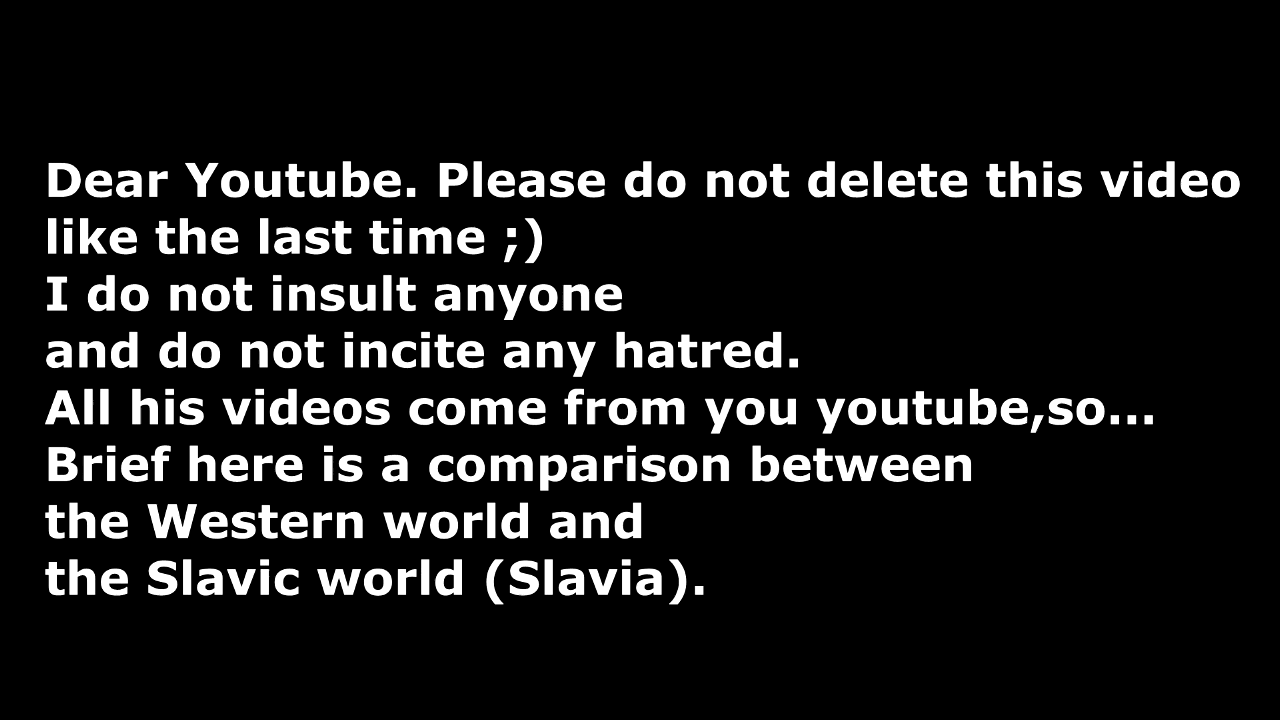 Dear Youtube. Please do not delete this video
like the last time ;)
I do not insult anyone
and do not incite any hatred.
All his videos come from you youtube,so...
Brief here is a comparison between
the Western world and
the Slavic world (Slavia).